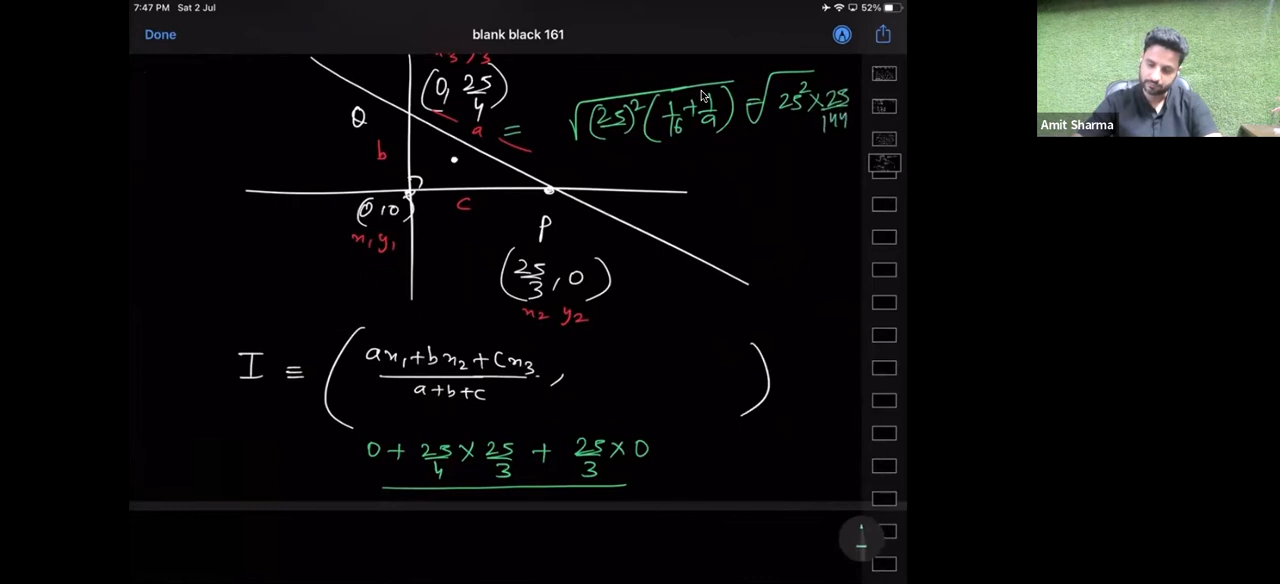 7:47 PM Sat 2 Jul
52%
Done
blank black 161
Amit Sharma
(0, 25/4)
Q
a = √((25)²(1/16 + 1/9)) = √(25² × 25/144)
b
c
(0,0)
x₁ y₁
P
(25/3, 0)
x₂ y₂
I ≡ ( (ax₁+bx₂+cx₃)/(a+b+c) , )
0 + 25/4 × 25/3 + 25/3 × 0